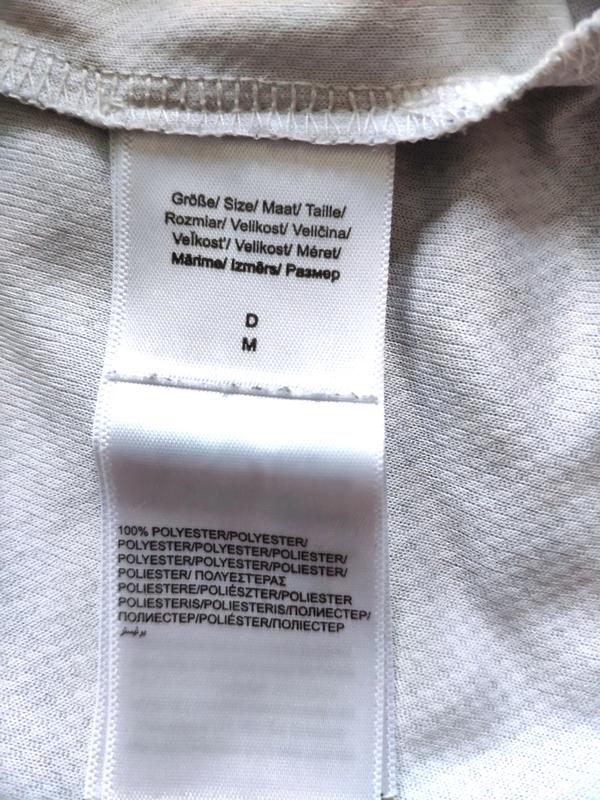 Größe/ Size/ Maat/ Taille/
Rozmiar/ Velikost/ Veličina/
Veľkosť/ Velikost/ Méret/
Mărime/ Izmērs/ Размер
D
M
100% POLYESTER/POLYESTER/
POLYESTER/POLYESTER/POLIESTER/
POLYESTER/POLYESTER/POLIESTER/
POLIESTER/ ΠΟΛΥΕΣΤΕΡΑΣ
POLIESTERE/POLIÉSZTER/POLIESTER
POLIESTERIS/POLIESTERIS/ПОЛИЕСТЕР/
ПОЛИЕСТЕР/POLIÉSTER/ПОЛІЕСТЕР